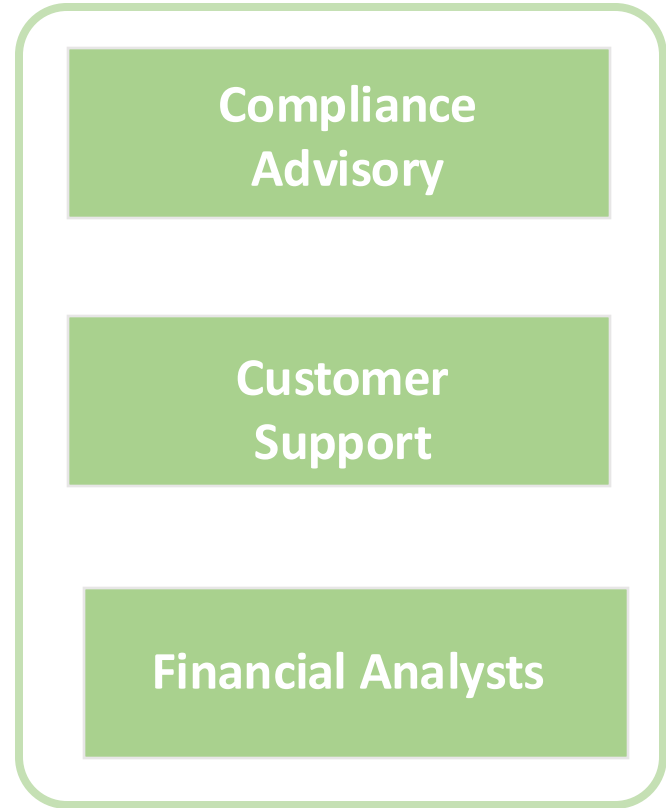 Compliance
Advisory
Customer
Support
Financial Analysts